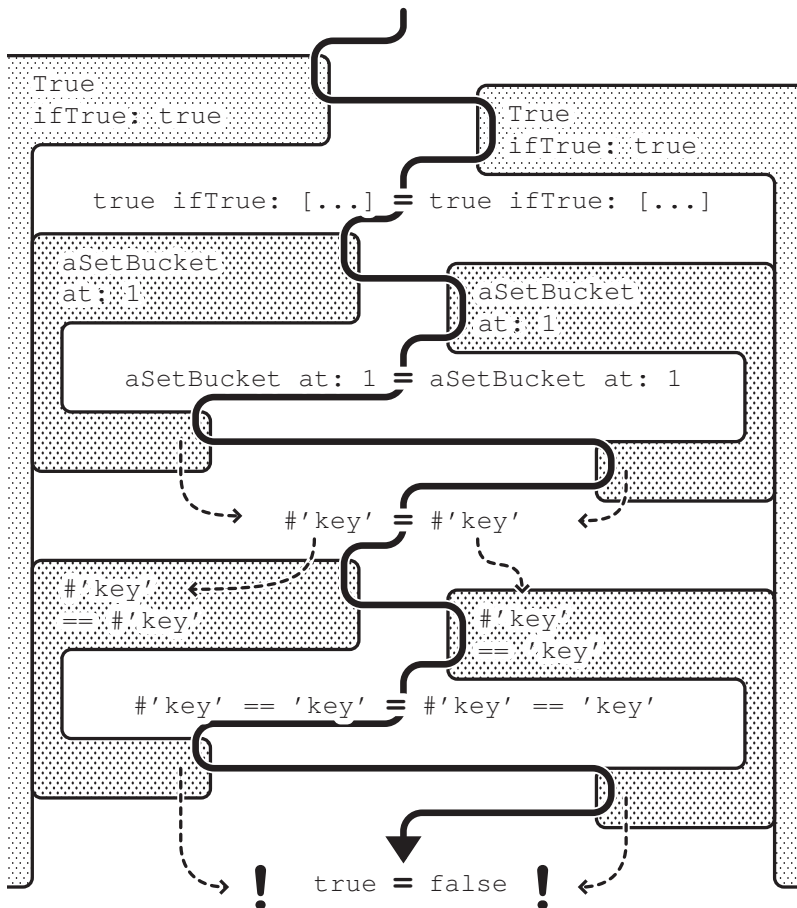 True
ifTrue: true
True
ifTrue: true
true ifTrue: [...] = true ifTrue: [...]
aSetBucket
at: 1
aSetBucket
at: 1
aSetBucket at: 1 = aSetBucket at: 1
#'key' = #'key'
#'key'
== #'key'
#'key'
== 'key'
#'key' == 'key' = #'key' == 'key'
! true = false !